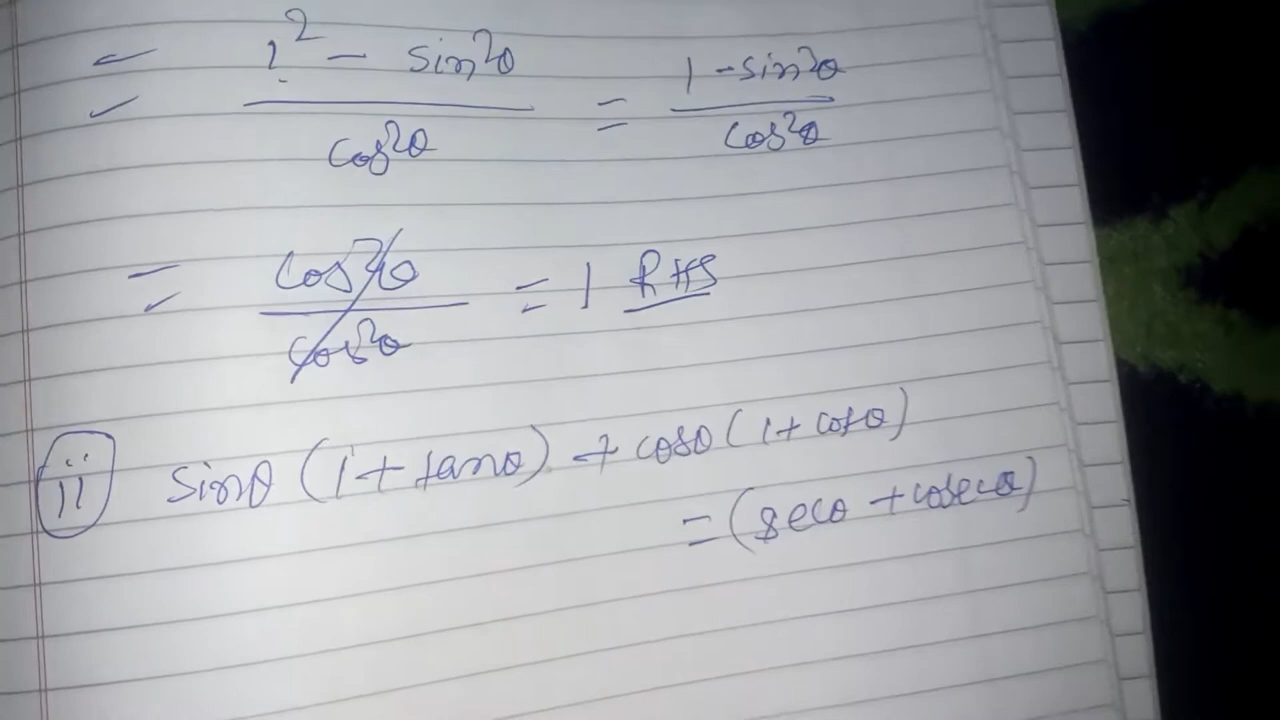 = 1² - sin²θ / cos²θ = 1 - sin²θ / cos²θ
= cos²θ / cos²θ = 1 RHS
(ii) sinθ (1 + tanθ) + cosθ (1 + cotθ)
= (secθ + cosecθ)